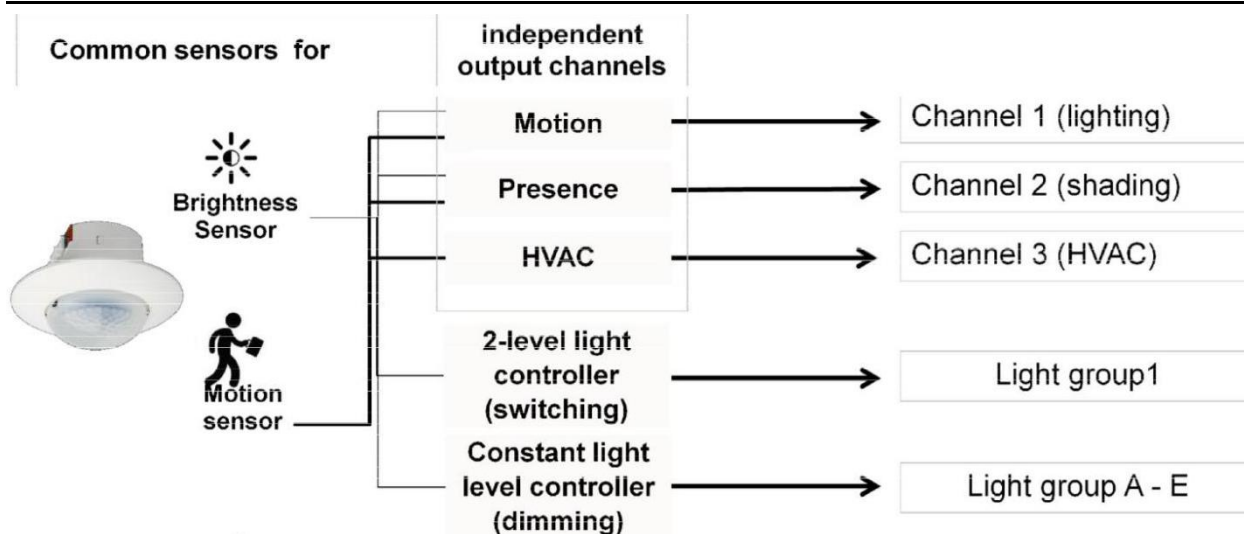 Common sensors for
independent
output channels
Brightness
Sensor
Motion
sensor
Motion
Presence
HVAC
2-level light
controller
(switching)
Constant light
level controller
(dimming)
Channel 1 (lighting)
Channel 2 (shading)
Channel 3 (HVAC)
Light group1
Light group A - E